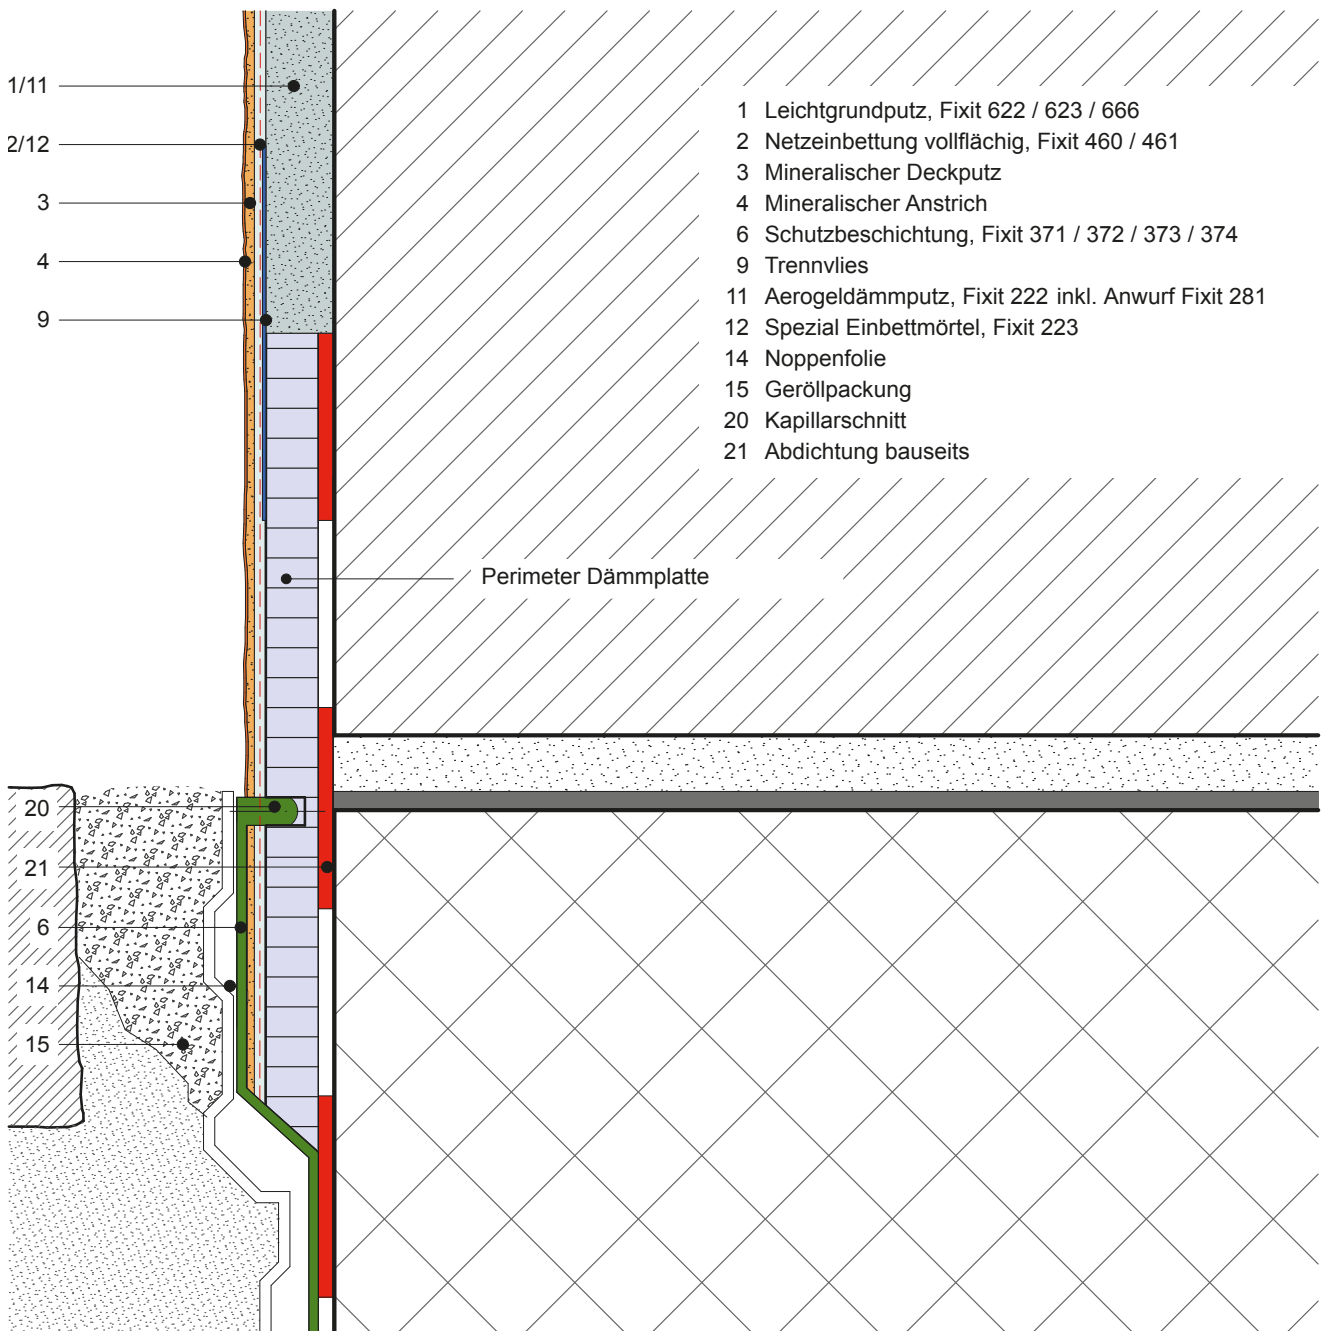 1/11
2/12
3
4
9
1 Leichtgrundputz, Fixit 622 / 623 / 666
2 Netzeinbettung vollflächig, Fixit 460 / 461
3 Mineralischer Deckputz
4 Mineralischer Anstrich
6 Schutzbeschichtung, Fixit 371 / 372 / 373 / 374
9 Trennvlies
11 Aerogeldämmputz, Fixit 222 inkl. Anwurf Fixit 281
12 Spezial Einbettmörtel, Fixit 223
14 Noppenfolie
15 Geröllpackung
20 Kapillarschnitt
21 Abdichtung bauseits
Perimeter Dämmplatte
20
21
6
14
15